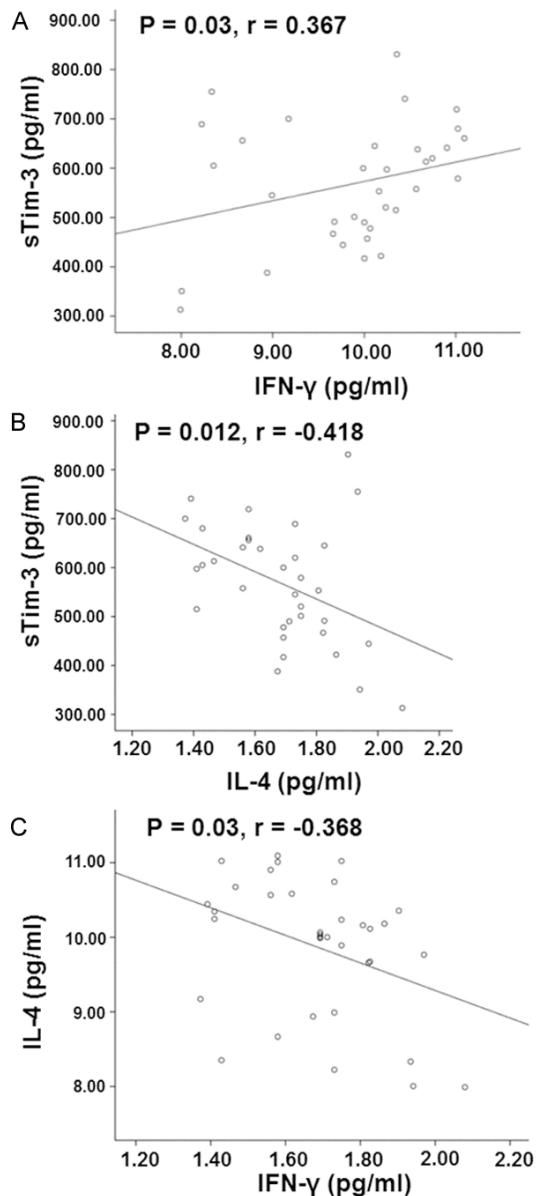 A
P = 0.03, r = 0.367
sTim-3 (pg/ml)
900.00
800.00
700.00
600.00
500.00
400.00
300.00
8.00 9.00 10.00 11.00
IFN-γ (pg/ml)
B
P = 0.012, r = -0.418
sTim-3 (pg/ml)
900.00
800.00
700.00
600.00
500.00
400.00
300.00
1.20 1.40 1.60 1.80 2.00 2.20
IL-4 (pg/ml)
C
P = 0.03, r = -0.368
IL-4 (pg/ml)
11.00
10.00
9.00
8.00
1.20 1.40 1.60 1.80 2.00 2.20
IFN-γ (pg/ml)